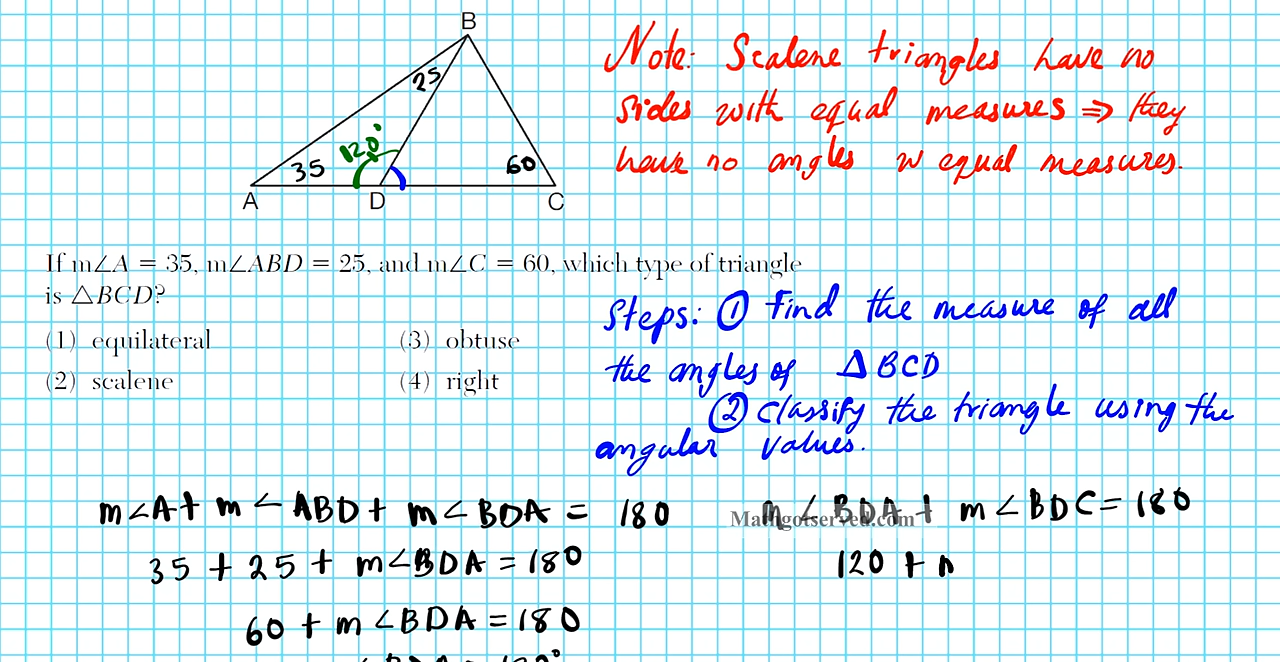 B
25
120°
35
60
A
D
C
Note: Scalene triangles have no
sides with equal measures ⇒ they
have no angles w equal measures.
If m∠A = 35, m∠ABD = 25, and m∠C = 60, which type of triangle
is △BCD?
(1) equilateral
(3) obtuse
(2) scalene
(4) right
Steps: ① Find the measure of all
the angles of △BCD
② Classify the triangle using the
angular values.
m∠A + m∠ABD + m∠BDA = 180
m∠BDA + m∠BDC = 180
Mathgotserved.com
35 + 25 + m∠BDA = 180
120 +
60 + m∠BDA = 180